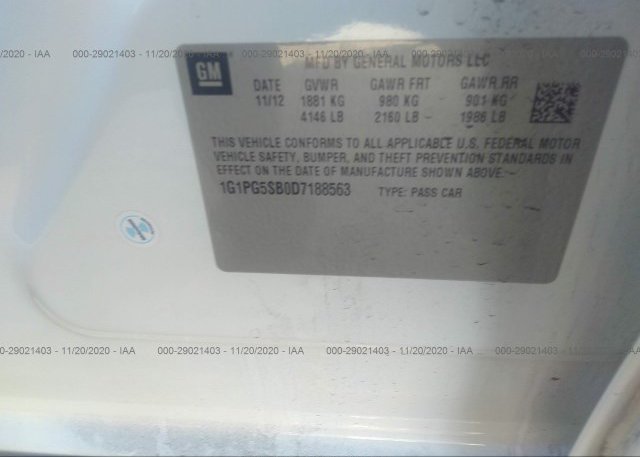 0-29021403 - 11/20/2020 - IAA 000-29021403 - 11/20/2020 - IAA 000-29021403 - 11/20/2020 - IAA 000-2
GM
MFD BY GENERAL MOTORS LLC
DATE GVWR GAWR FRT GAWR RR
11/12 1881 KG 980 KG 901 KG
4146 LB 2160 LB 1986 LB
THIS VEHICLE CONFORMS TO ALL APPLICABLE U.S. FEDERAL MOTOR
VEHICLE SAFETY, BUMPER, AND THEFT PREVENTION STANDARDS IN
EFFECT ON THE DATE OF MANUFACTURE SHOWN ABOVE.
1G1PG5SB0D7188563 TYPE: PASS CAR
00-29021403 - 11/20/2020 - IAA 000-29021403 - 11/20/2020 - IAA 000-29021403 - 11/20/2020 - IAA 000-2